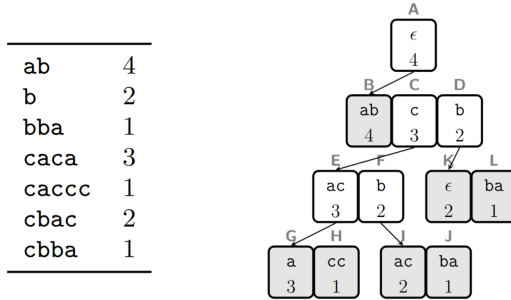 ab 4
b 2
bba 1
caca 3
caccc 1
cbac 2
cbba 1
A
ϵ
4
B C D
ab c b
4 3 2
E F K L
ac b ϵ ba
3 2 2 1
G H I J
a cc ac ba
3 1 2 1